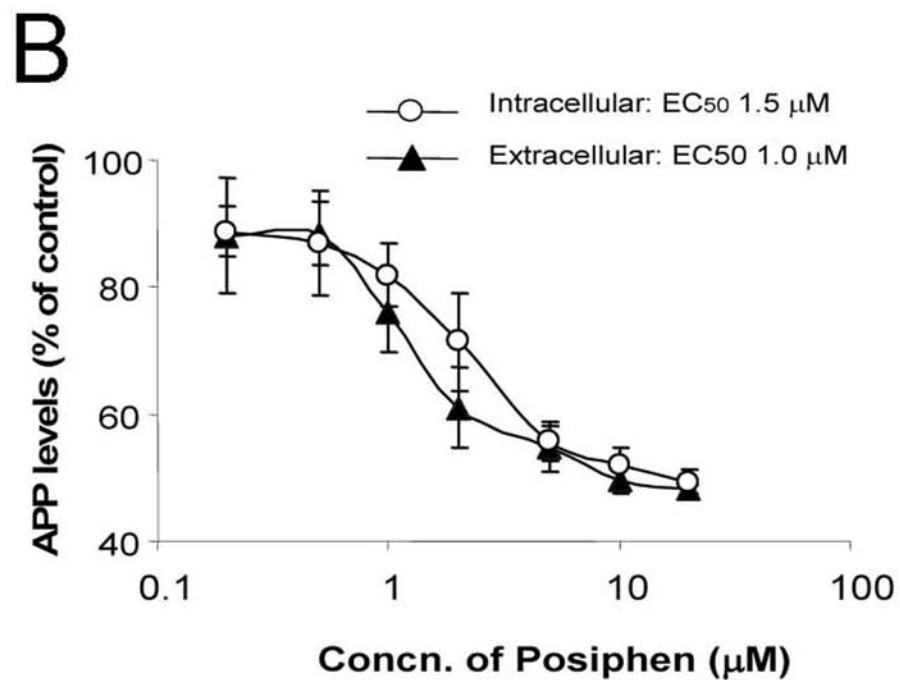 B
Intracellular: EC50 1.5 μM
Extracellular: EC50 1.0 μM
APP levels (% of control)
100
80
60
40
0.1 1 10 100
Concn. of Posiphen (μM)